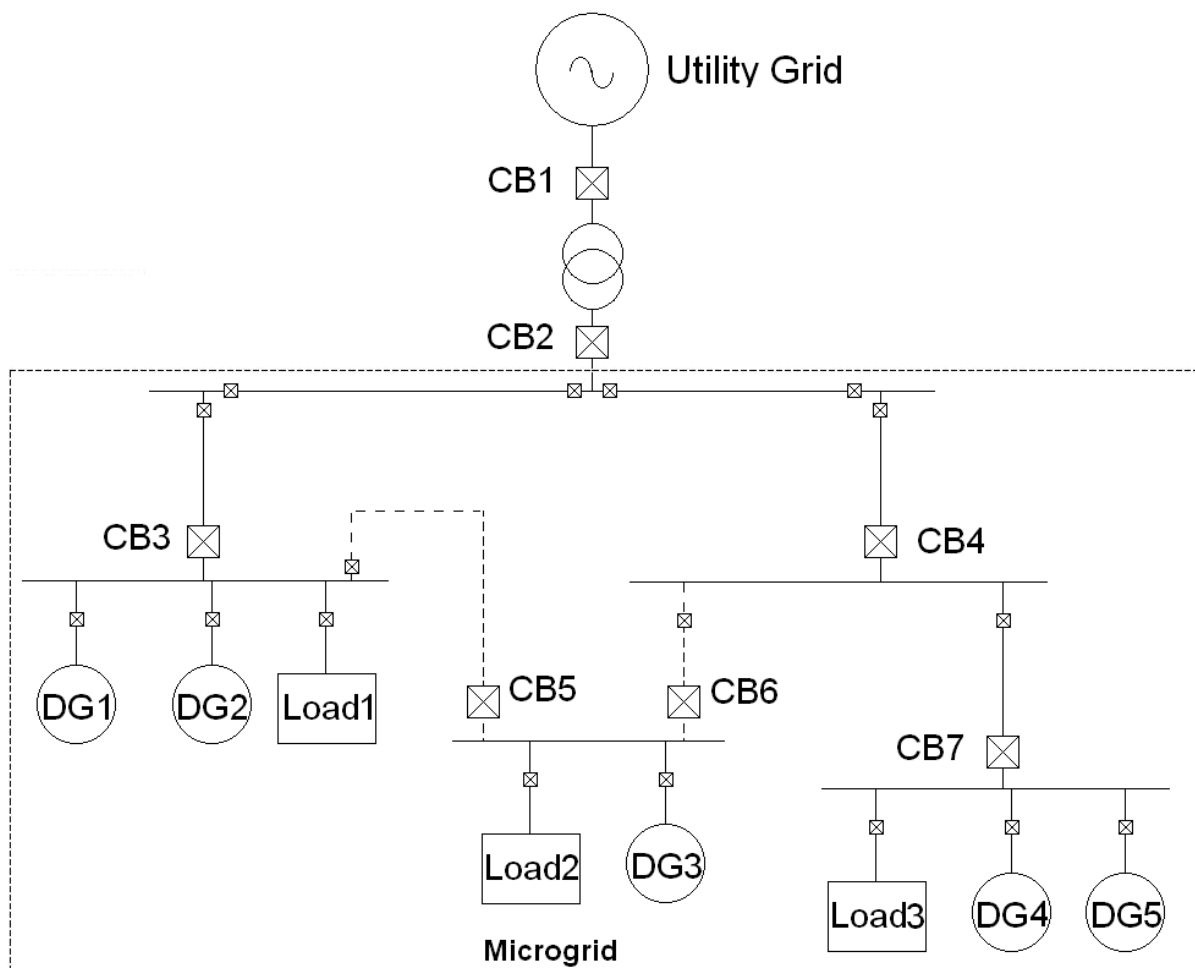 Utility Grid
CB1
CB2
CB3
CB4
DG1
DG2
Load1
CB5
CB6
CB7
Load2
DG3
Load3
DG4
DG5
Microgrid